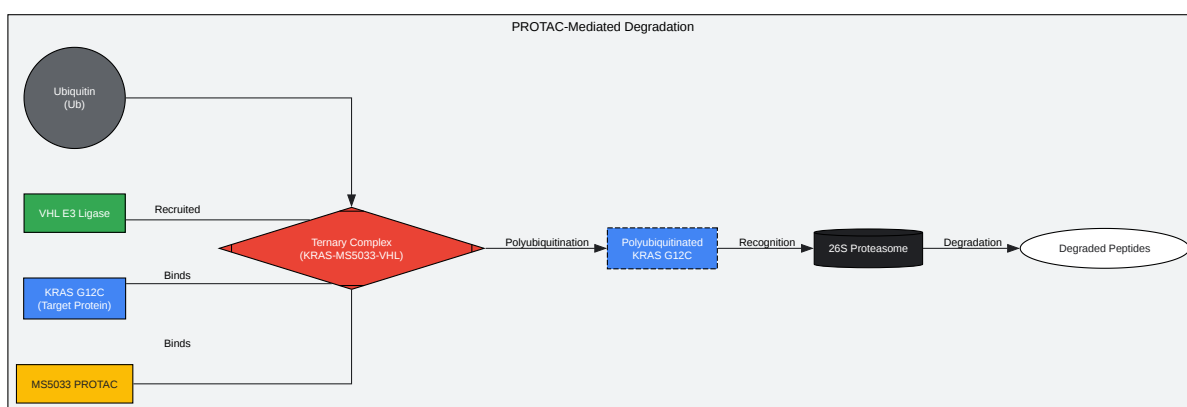 PROTAC-Mediated Degradation
Ubiquitin
(Ub)
VHL E3 Ligase
Recruited
KRAS G12C
(Target Protein)
Binds
MS5033 PROTAC
Binds
Ternary Complex
(KRAS-MS5033-VHL)
Polyubiquitination
Polyubiquitinated
KRAS G12C
Recognition
26S Proteasome
Degradation
Degraded Peptides